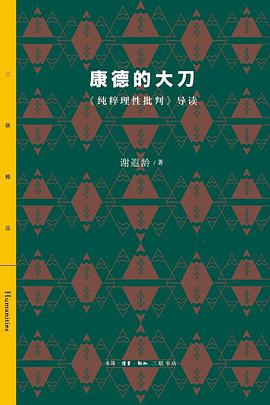 康德的大刀
《纯粹理性批判》导读
谢遐龄 / 著
三联精选
Humanities
生活·讀書·新知 三联书店